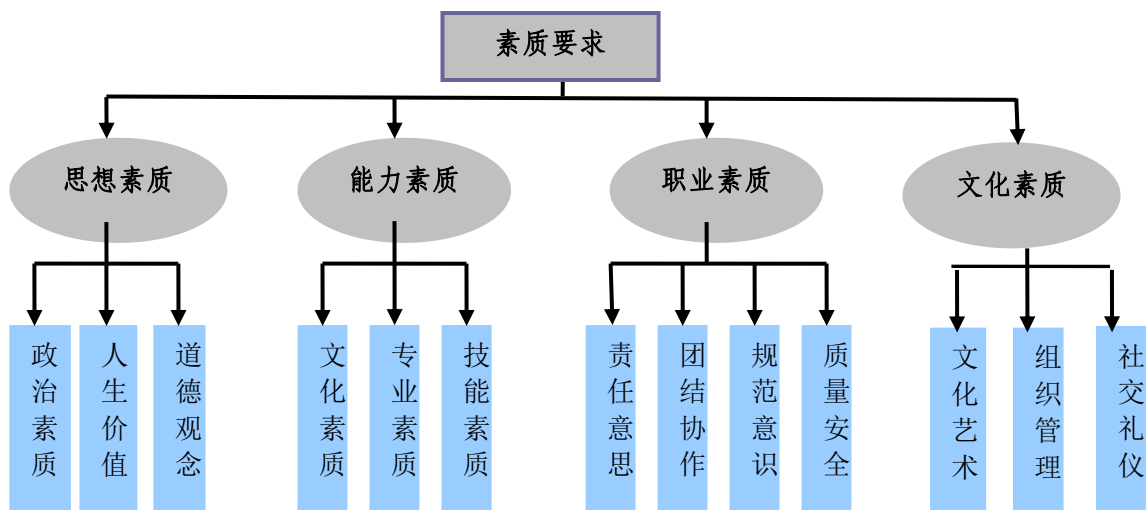 素质要求
思想素质
能力素质
职业素质
文化素质
政治素质
人生价值
道德观念
文化素质
专业素质
技能素质
责任意思
团结协作
规范意识
质量安全
文化艺术
组织管理
社交礼仪